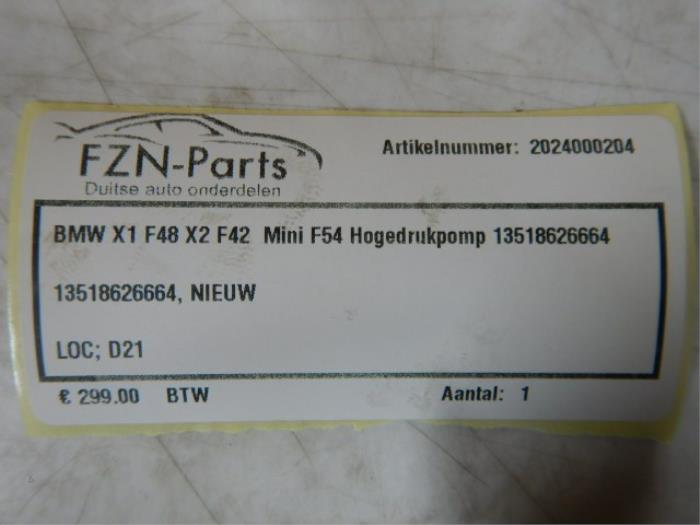 FZN-Parts
Duitse auto onderdelen
Artikelnummer: 2024000204
BMW X1 F48 X2 F42 Mini F54 Hogedrukpomp 13518626664
13518626664, NIEUW
LOC; D21
€ 299.00 BTW Aantal: 1